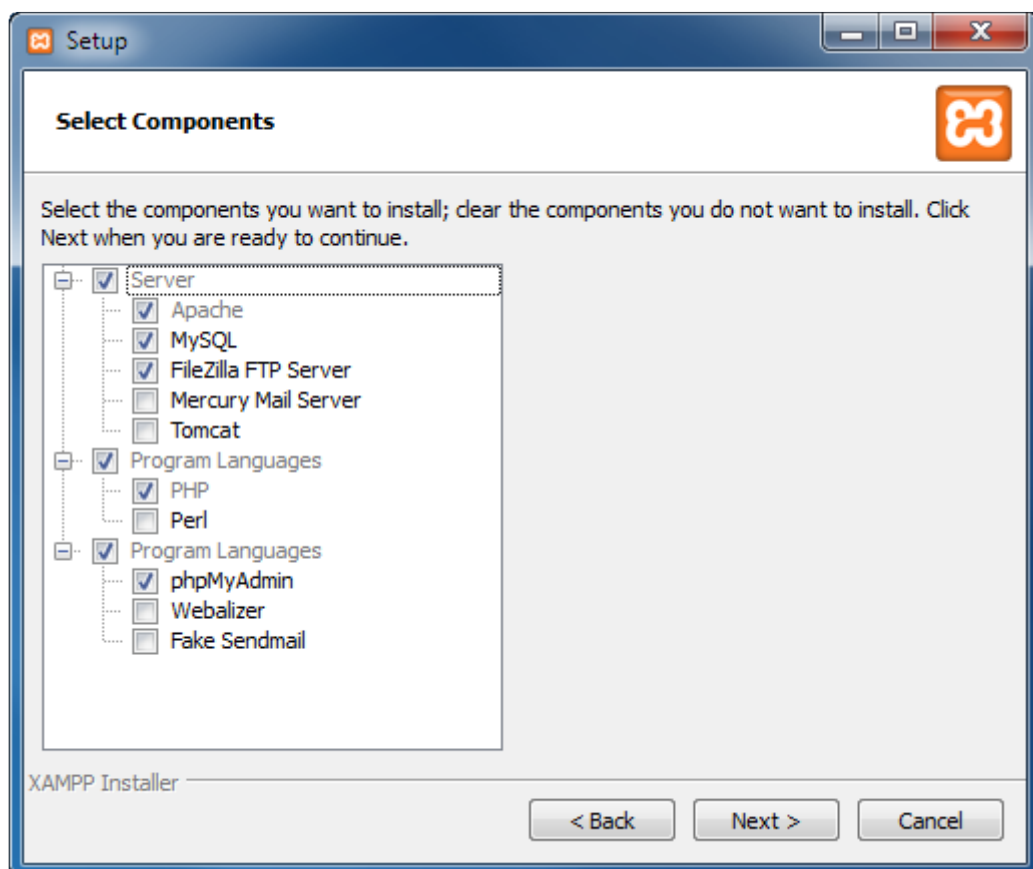 Setup
Select Components
Select the components you want to install; clear the components you do not want to install. Click
Next when you are ready to continue.
Server
Apache
MySQL
FileZilla FTP Server
Mercury Mail Server
Tomcat
Program Languages
PHP
Perl
Program Languages
phpMyAdmin
Webalizer
Fake Sendmail
XAMPP Installer
< Back Next > Cancel